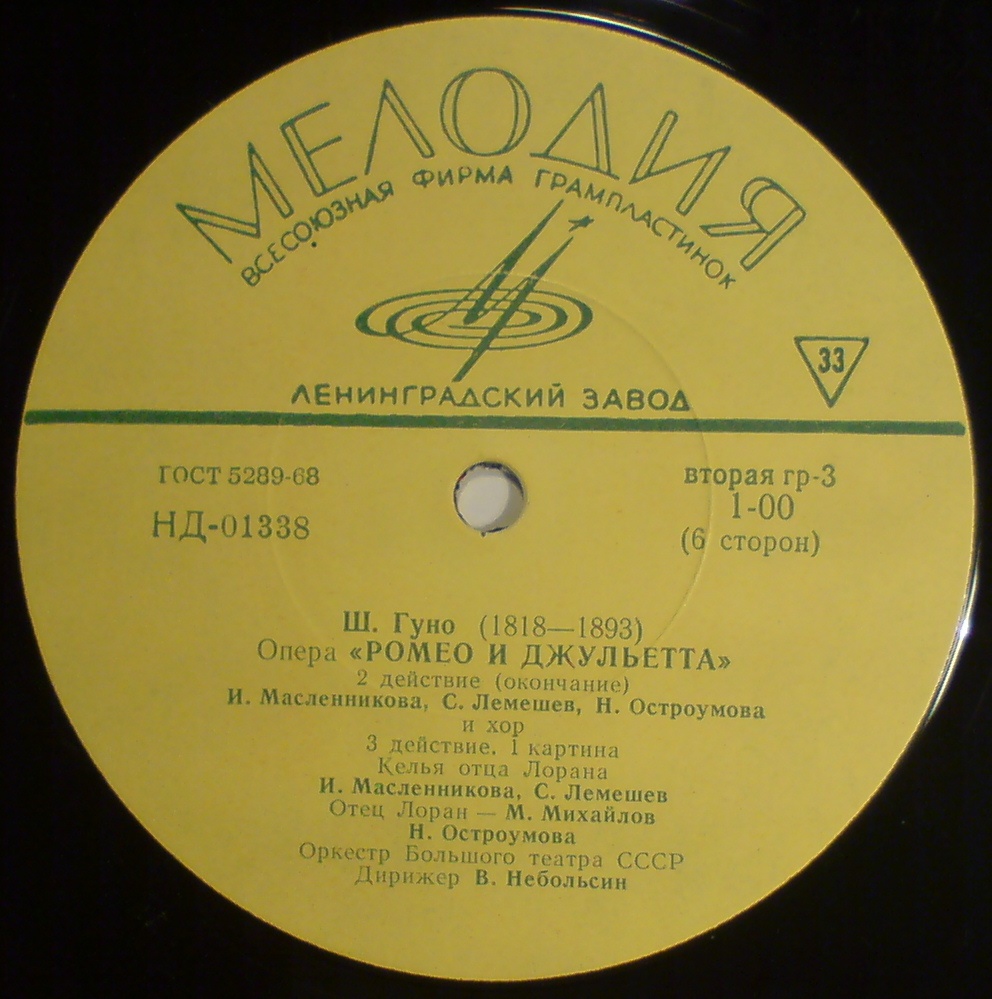 МЕЛОДИЯ
ВСЕСОЮЗНАЯ ФИРМА ГРАМПЛАСТИНОК
33
ЛЕНИНГРАДСКИЙ ЗАВОД
ГОСТ 5289-68
НД-01338
вторая гр-3
1-00
(6 сторон)
Ш. Гуно (1818—1893)
Опера «РОМЕО И ДЖУЛЬЕТТА»
2 действие (окончание)
И. Масленникова, С. Лемешев, Н. Остроумова
и хор
3 действие. 1 картина
Келья отца Лорана
И. Масленникова, С. Лемешев
Отец Лоран — М. Михайлов
Н. Остроумова
Оркестр Большого театра СССР
Дирижер В. Небольсин